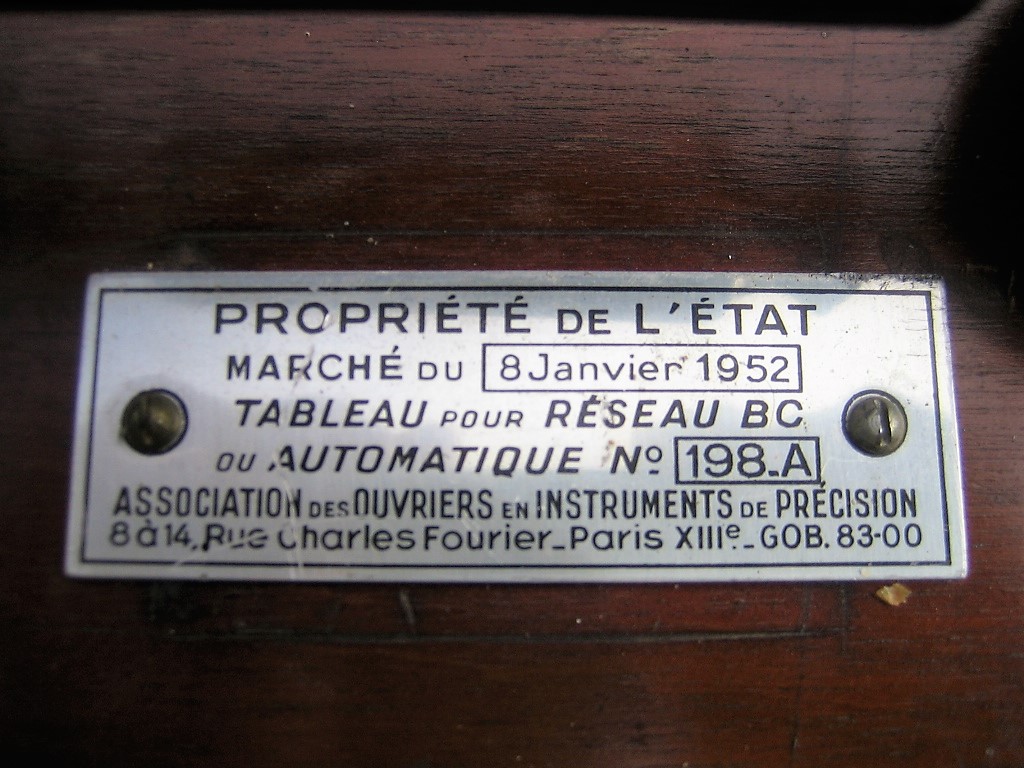 PROPRIÉTÉ DE L'ÉTAT
MARCHÉ DU 8 Janvier 1952
TABLEAU POUR RÉSEAU BC
OU AUTOMATIQUE Nº 198-A
ASSOCIATION DES OUVRIERS EN INSTRUMENTS DE PRÉCISION
8 à 14, Rue Charles Fourier_Paris XIIIe_GOB. 83-00